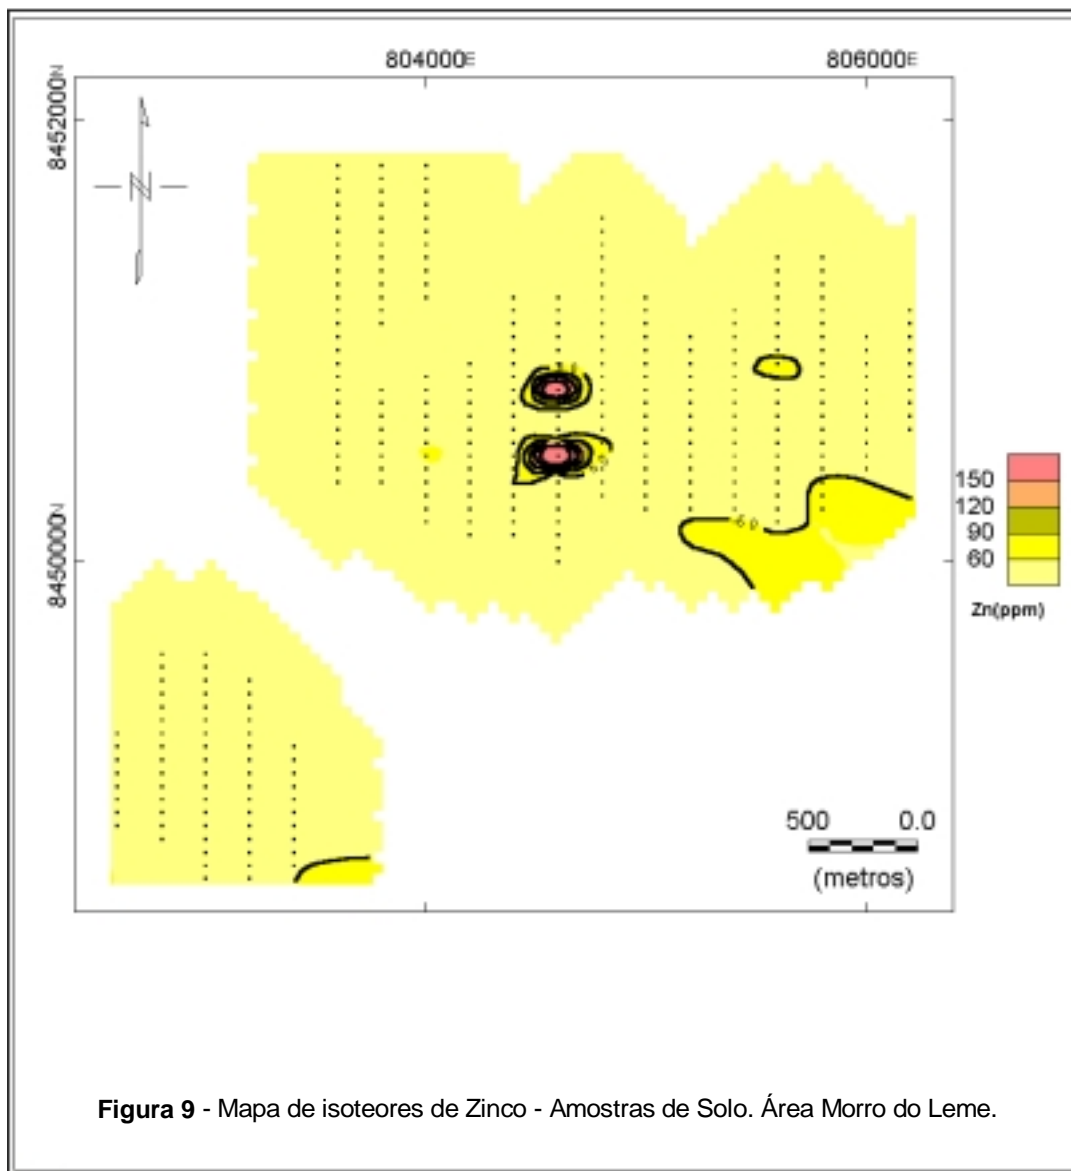 804000E 806000E
8452000N
N
8450000N
60
150
120
90
60
Zn(ppm)
500 0.0
(metros)
Figura 9 - Mapa de isoteores de Zinco - Amostras de Solo. Área Morro do Leme.